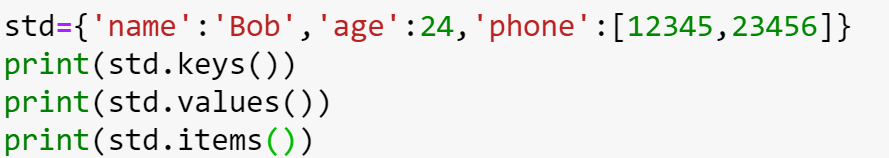 std={'name':'Bob','age':24,'phone':[12345,23456]}
print(std.keys())
print(std.values())
print(std.items())